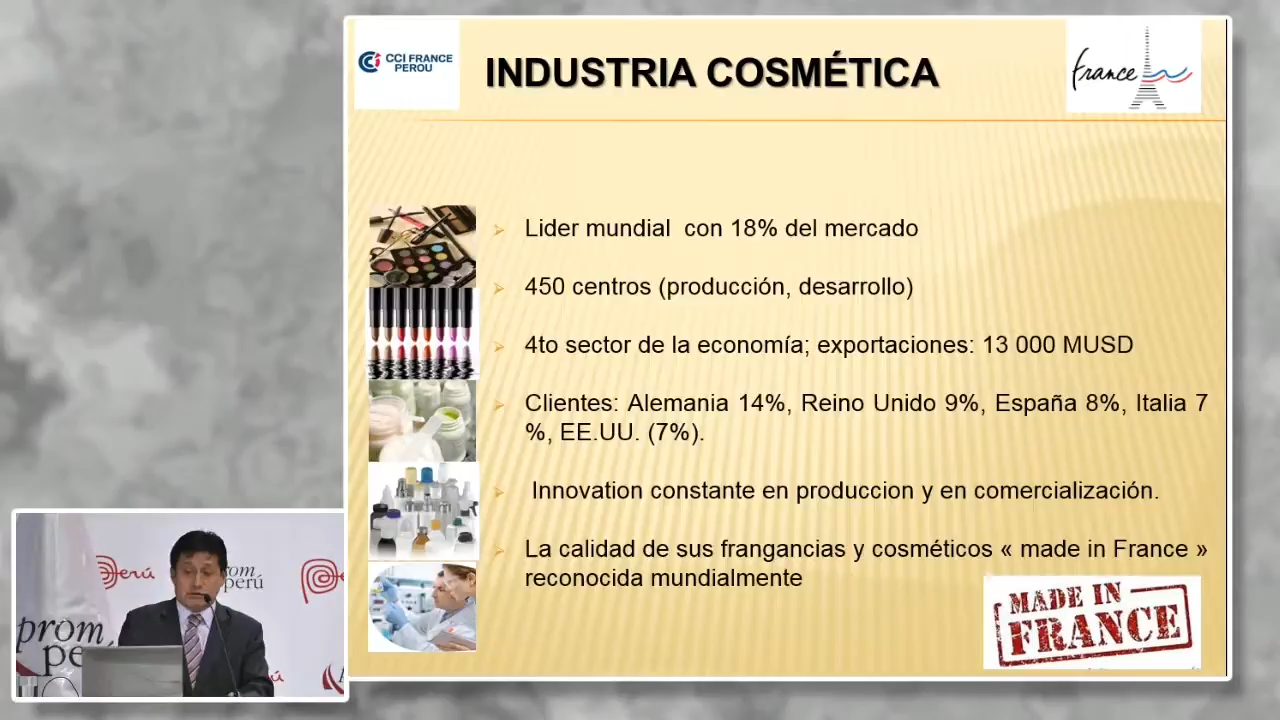 CCI FRANCE
PEROU
INDUSTRIA COSMÉTICA
france
Lider mundial con 18% del mercado
450 centros (producción, desarrollo)
4to sector de la economía; exportaciones: 13 000 MUSD
Clientes: Alemania 14%, Reino Unido 9%, España 8%, Italia 7
%, EE.UU. (7%).
Innovation constante en produccion y en comercialización.
La calidad de sus frangancias y cosméticos « made in France »
reconocida mundialmente
MADE IN
FRANCE
Perú
prom
perú